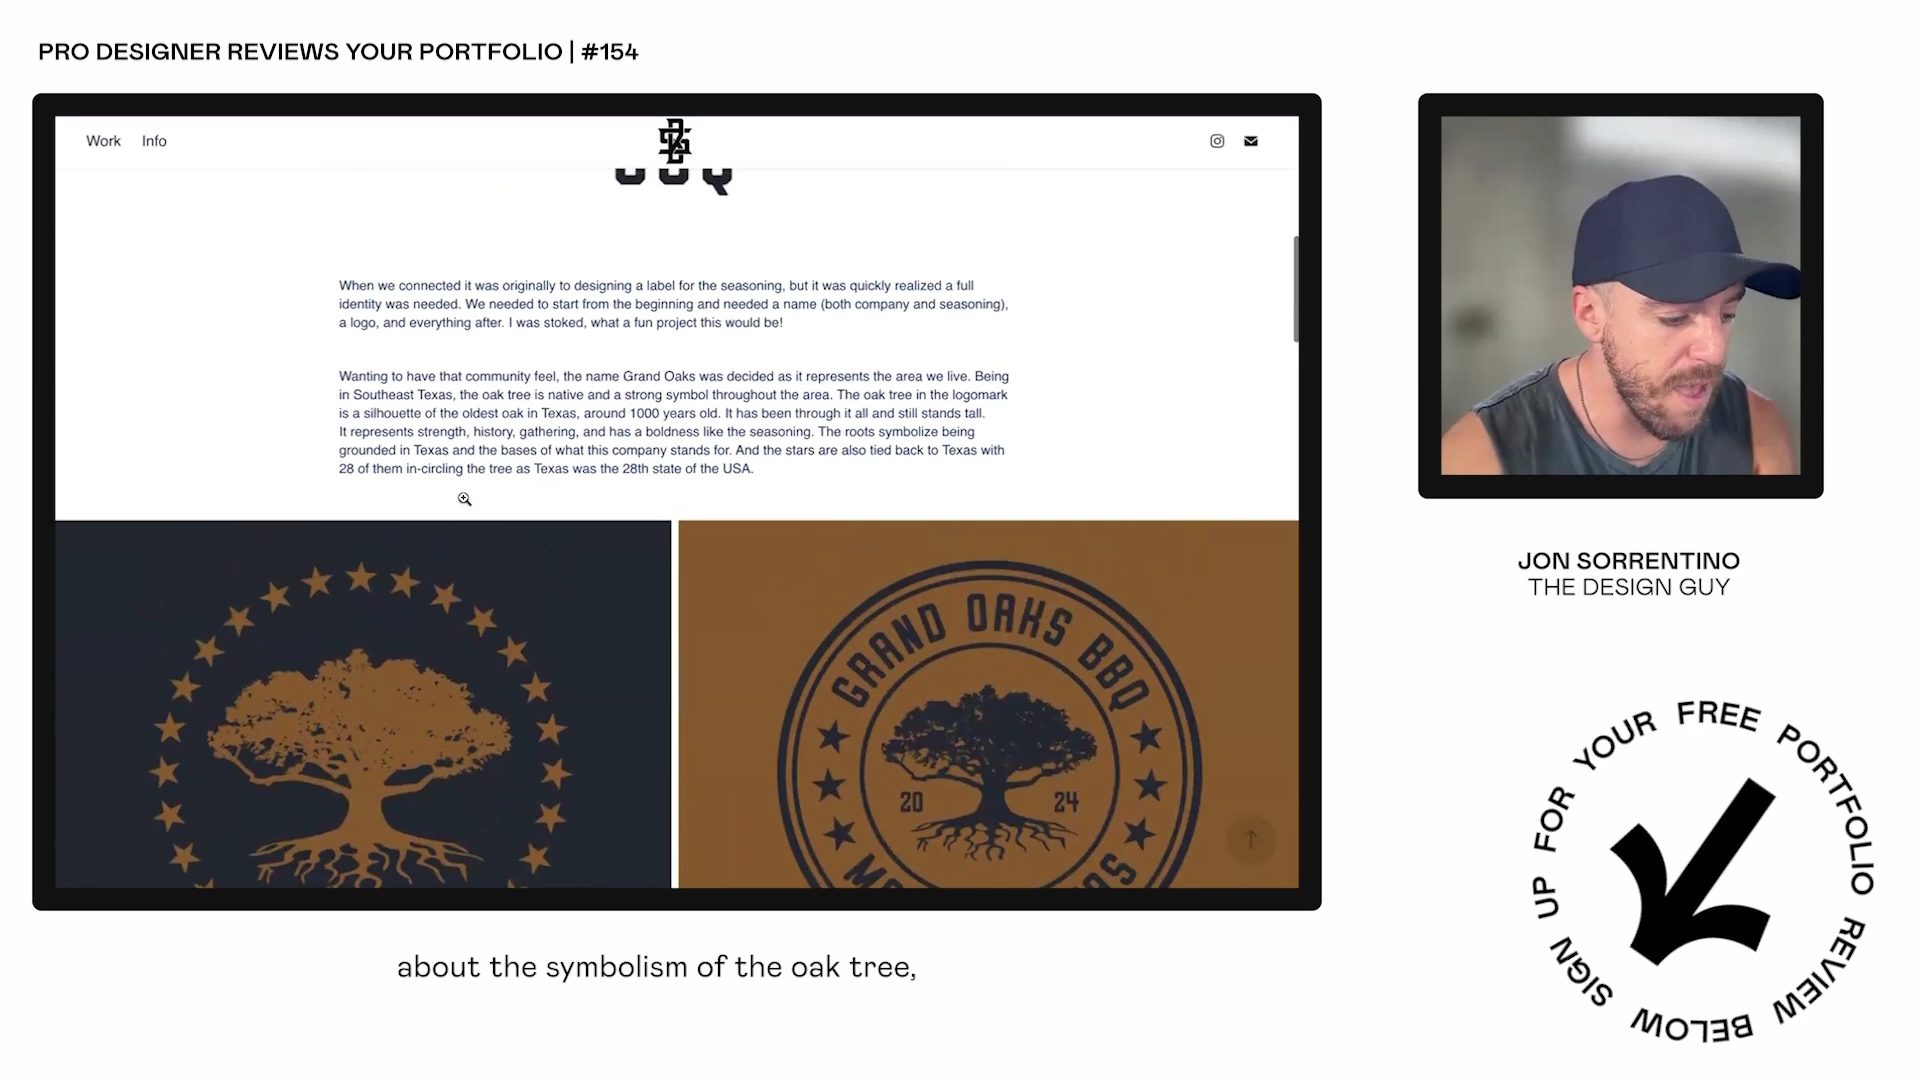 PRO DESIGNER REVIEWS YOUR PORTFOLIO | #154
Work Info
When we connected it was originally to designing a label for the seasoning, but it was quickly realized a full
identity was needed. We needed to start from the beginning and needed a name (both company and seasoning),
a logo, and everything after. I was stoked, what a fun project this would be!
Wanting to have that community feel, the name Grand Oaks was decided as it represents the area we live. Being
in Southeast Texas, the oak tree is native and a strong symbol throughout the area. The oak tree in the logomark
is a silhouette of the oldest oak in Texas, around 1000 years old. It has been through it all and still stands tall.
It represents strength, history, gathering, and has a boldness like the seasoning. The roots symbolize being
grounded in Texas and the bases of what this company stands for. And the stars are also tied back to Texas with
28 of them in-circling the tree as Texas was the 28th state of the USA.
GRAND OAKS BBQ
20 24
about the symbolism of the oak tree,
JON SORRENTINO
THE DESIGN GUY
SIGN UP FOR YOUR FREE PORTFOLIO REVIEW BELOW